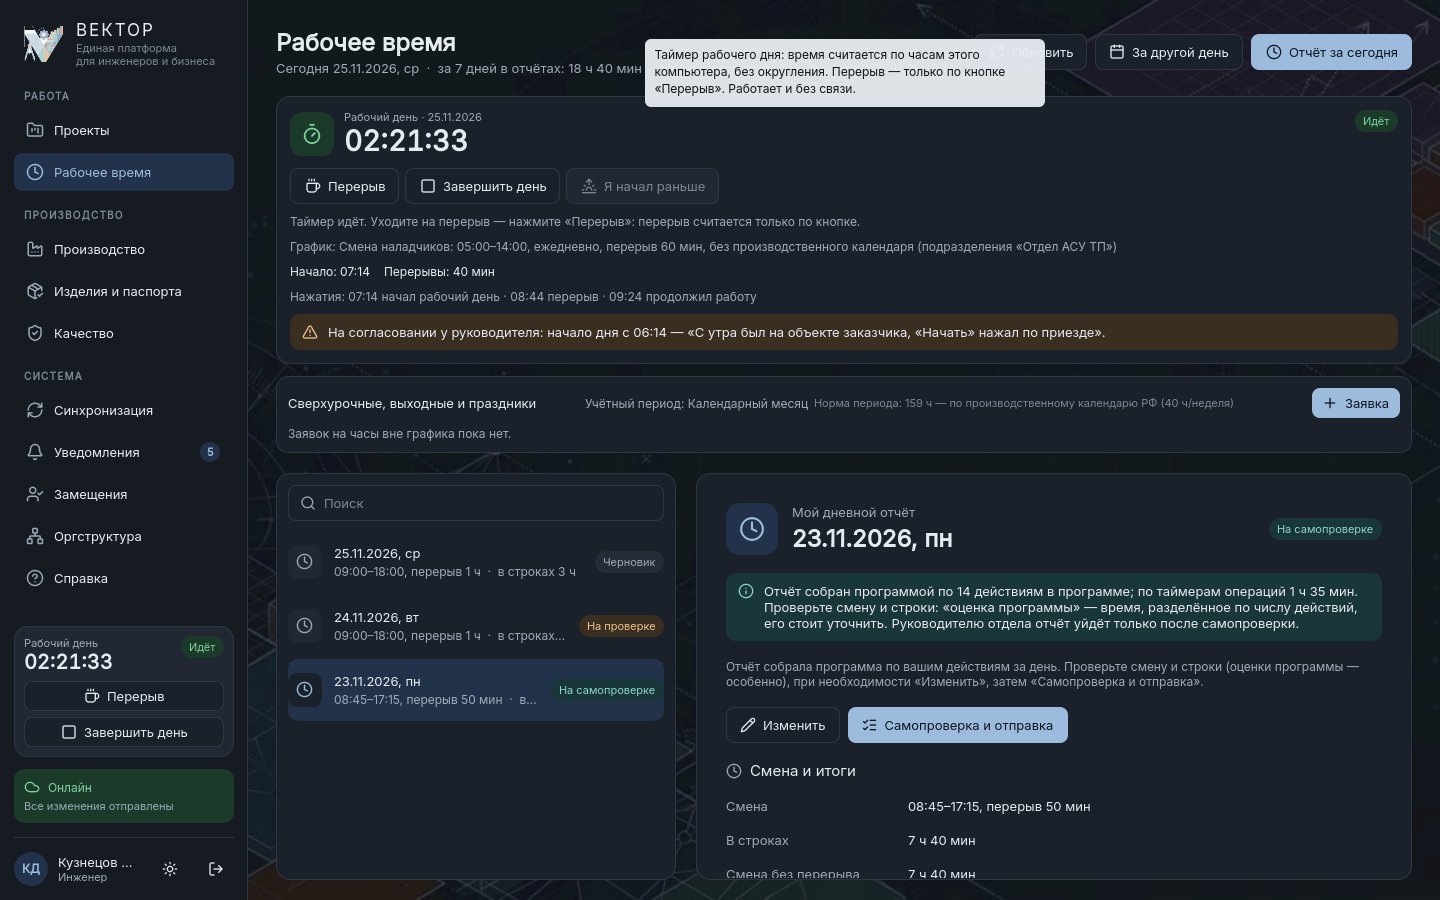 ВЕКТОР
Единая платформа
для инженеров и бизнеса
РАБОТА
Проекты
Рабочее время
ПРОИЗВОДСТВО
Производство
Изделия и паспорта
Качество
СИСТЕМА
Синхронизация
Уведомления 5
Замещения
Оргструктура
Справка
Рабочий день
02:21:33
Идёт
Перерыв
Завершить день
Онлайн
Все изменения отправлены
КД
Кузнецов ...
Инженер
Рабочее время
Сегодня 25.11.2026, ср · за 7 дней в отчётах: 18 ч 40 мин
Таймер рабочего дня: время считается по часам этого
компьютера, без округления. Перерыв — только по кнопке
«Перерыв». Работает и без связи.
Обновить
За другой день
Отчёт за сегодня
Рабочий день · 25.11.2026
02:21:33
Идёт
Перерыв
Завершить день
Я начал раньше
Таймер идёт. Уходите на перерыв — нажмите «Перерыв»: перерыв считается только по кнопке.
График: Смена наладчиков: 05:00–14:00, ежедневно, перерыв 60 мин, без производственного календаря (подразделения «Отдел АСУ ТП»)
Начало: 07:14 Перерывы: 40 мин
Нажатия: 07:14 начал рабочий день · 08:44 перерыв · 09:24 продолжил работу
На согласовании у руководителя: начало дня с 06:14 — «С утра был на объекте заказчика, «Начать» нажал по приезде».
Сверхурочные, выходные и праздники
Учётный период: Календарный месяц
Норма периода: 159 ч — по производственному календарю РФ (40 ч/неделя)
Заявка
Заявок на часы вне графика пока нет.
Поиск
25.11.2026, ср
09:00–18:00, перерыв 1 ч · в строках 3 ч
Черновик
24.11.2026, вт
09:00–18:00, перерыв 1 ч · в строках...
На проверке
23.11.2026, пн
08:45–17:15, перерыв 50 мин · в...
На самопроверке
Мой дневной отчёт
23.11.2026, пн
На самопроверке
Отчёт собран программой по 14 действиям в программе; по таймерам операций 1 ч 35 мин.
Проверьте смену и строки: «оценка программы» — время, разделённое по числу действий,
его стоит уточнить. Руководителю отдела отчёт уйдёт только после самопроверки.
Отчёт собрала программа по вашим действиям за день. Проверьте смену и строки (оценки программы —
особенно), при необходимости «Изменить», затем «Самопроверка и отправка».
Изменить
Самопроверка и отправка
Смена и итоги
Смена 08:45–17:15, перерыв 50 мин
В строках 7 ч 40 мин
Смена без перерыва 7 ч 40 мин